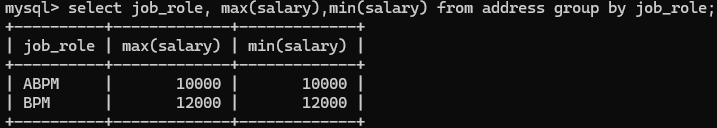 mysql> select job_role, max(salary),min(salary) from address group by job_role;
+----------+-------------+-------------+
| job_role | max(salary) | min(salary) |
+----------+-------------+-------------+
| ABPM     |       10000 |       10000 |
| BPM      |       12000 |       12000 |
+----------+-------------+-------------+